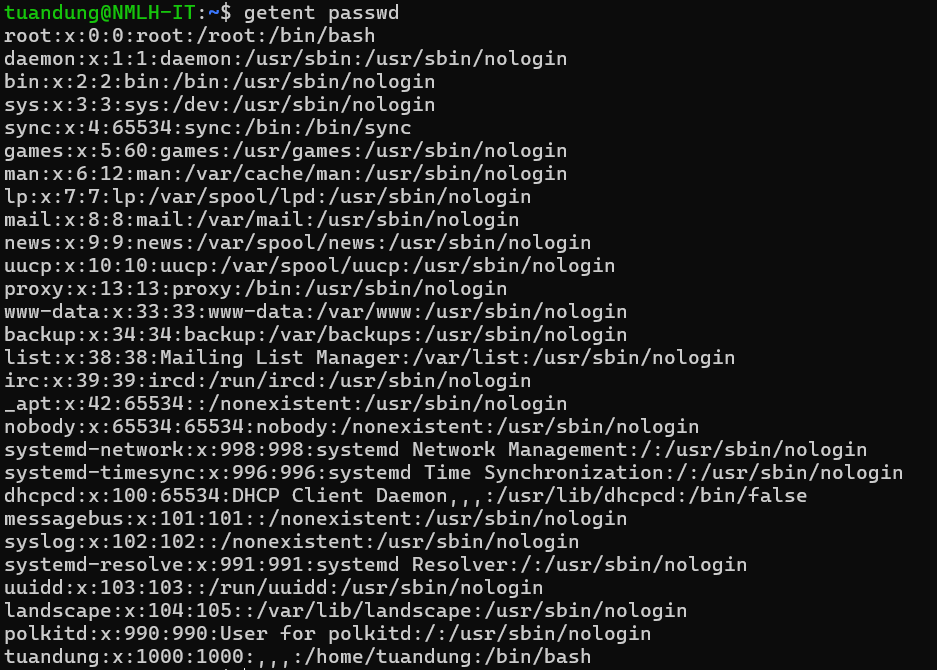 tuandung@NMLH-IT:~$ getent passwd
root:x:0:0:root:/root:/bin/bash
daemon:x:1:1:daemon:/usr/sbin:/usr/sbin/nologin
bin:x:2:2:bin:/bin:/usr/sbin/nologin
sys:x:3:3:sys:/dev:/usr/sbin/nologin
sync:x:4:65534:sync:/bin:/bin/sync
games:x:5:60:games:/usr/games:/usr/sbin/nologin
man:x:6:12:man:/var/cache/man:/usr/sbin/nologin
lp:x:7:7:lp:/var/spool/lpd:/usr/sbin/nologin
mail:x:8:8:mail:/var/mail:/usr/sbin/nologin
news:x:9:9:news:/var/spool/news:/usr/sbin/nologin
uucp:x:10:10:uucp:/var/spool/uucp:/usr/sbin/nologin
proxy:x:13:13:proxy:/bin:/usr/sbin/nologin
www-data:x:33:33:www-data:/var/www:/usr/sbin/nologin
backup:x:34:34:backup:/var/backups:/usr/sbin/nologin
list:x:38:38:Mailing List Manager:/var/list:/usr/sbin/nologin
irc:x:39:39:ircd:/run/ircd:/usr/sbin/nologin
_apt:x:42:65534::/nonexistent:/usr/sbin/nologin
nobody:x:65534:65534:nobody:/nonexistent:/usr/sbin/nologin
systemd-network:x:998:998:systemd Network Management:/:/usr/sbin/nologin
systemd-timesync:x:996:996:systemd Time Synchronization:/:/usr/sbin/nologin
dhcpcd:x:100:65534:DHCP Client Daemon,,,:/usr/lib/dhcpcd:/bin/false
messagebus:x:101:101::/nonexistent:/usr/sbin/nologin
syslog:x:102:102::/nonexistent:/usr/sbin/nologin
systemd-resolve:x:991:991:systemd Resolver:/:/usr/sbin/nologin
uuidd:x:103:103::/run/uuidd:/usr/sbin/nologin
landscape:x:104:105::/var/lib/landscape:/usr/sbin/nologin
polkitd:x:990:990:User for polkitd:/:/usr/sbin/nologin
tuandung:x:1000:1000:,,,:/home/tuandung:/bin/bash